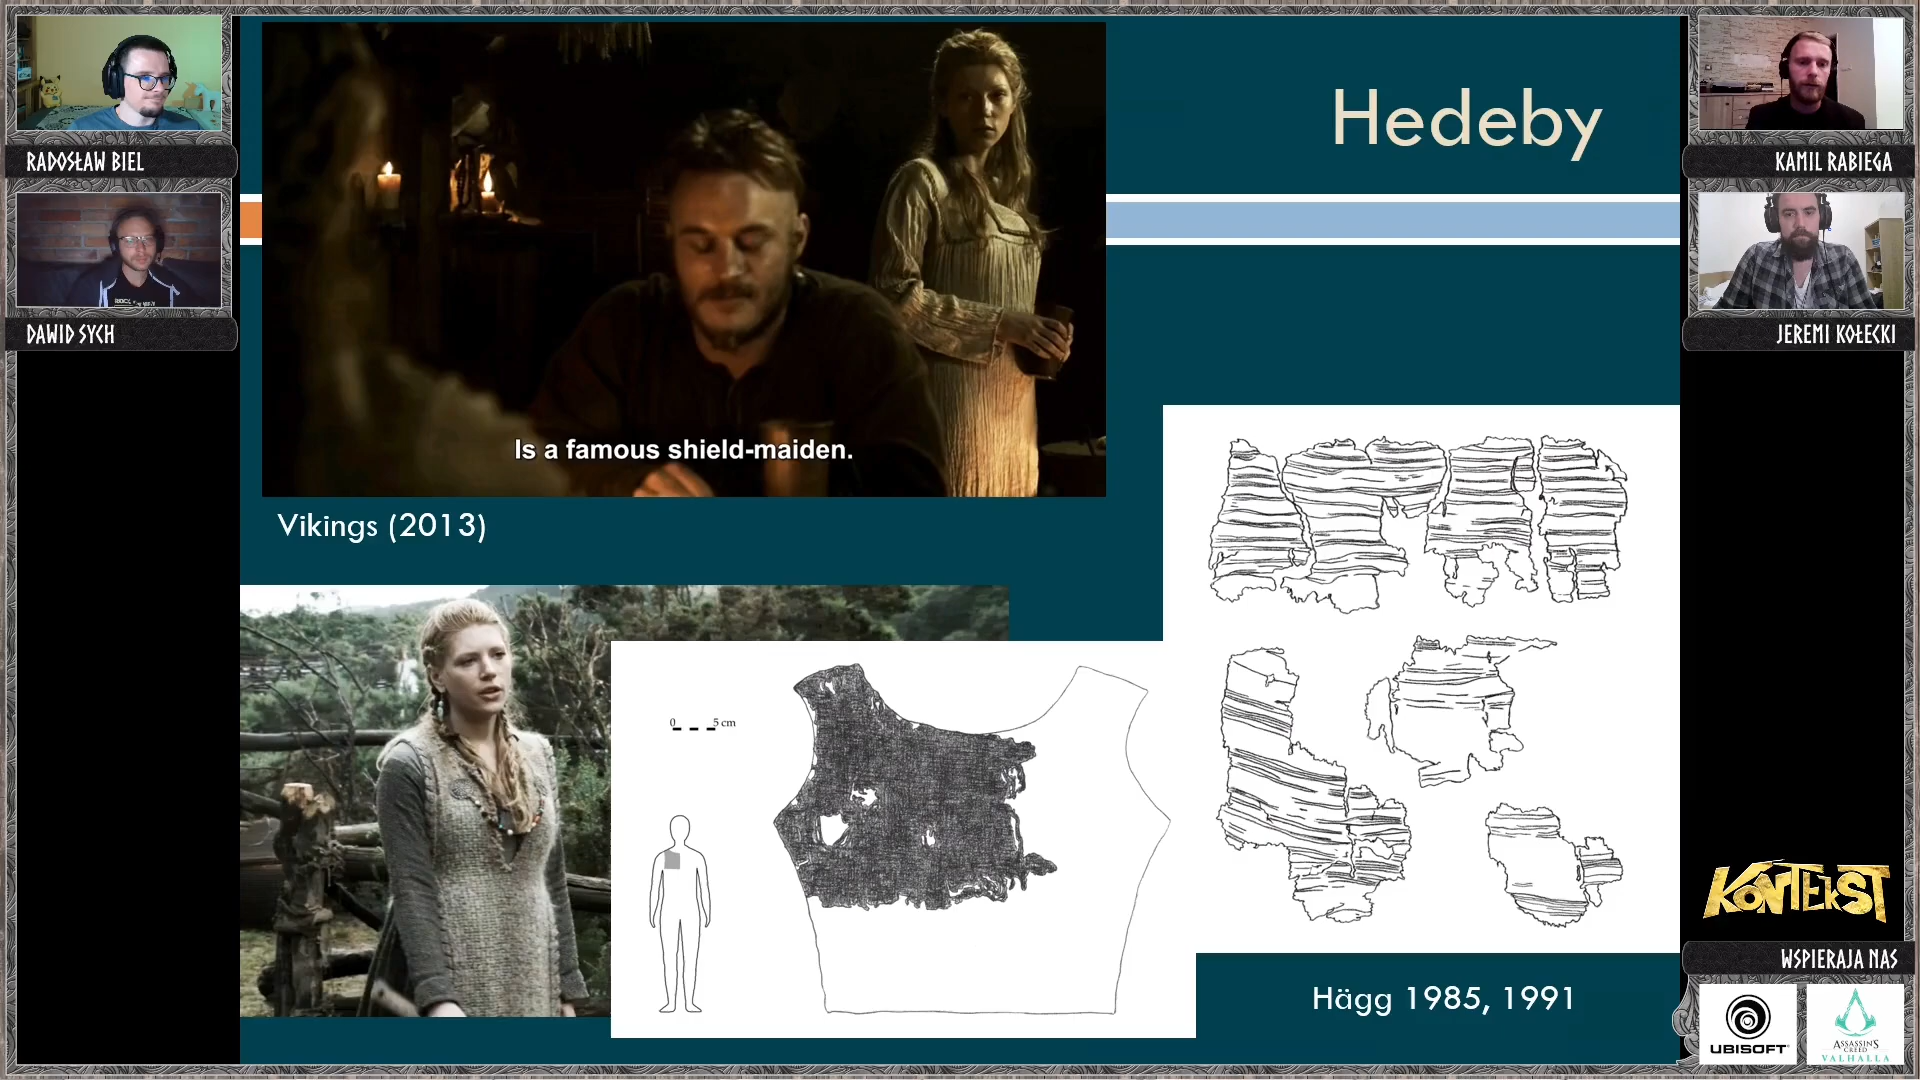 RADOSŁAW BIEL
DAWID SYCH
Hedeby
Is a famous shield-maiden.
Vikings (2013)
0 5 cm
Hägg 1985, 1991
KAMIL RABIEGA
JEREMI KOŁECKI
KONTEKST
WSPIERAJA NAS
UBISOFT
ASSASSIN'S
CREED
VALHALLA